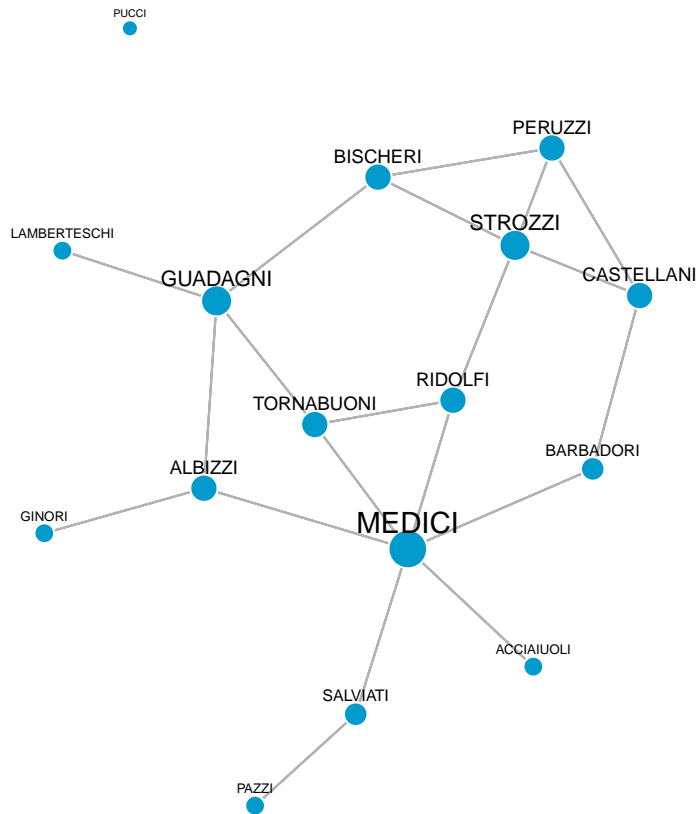 PUCCI
PERUZZI
BISCHERI
STROZZI
LAMBERTESCHI
GUADAGNI
CASTELLANI
RIDOLFI
TORNABUONI
BARBADORI
ALBIZZI
GINORI
MEDICI
ACCIAIUOLI
SALVIATI
PAZZI